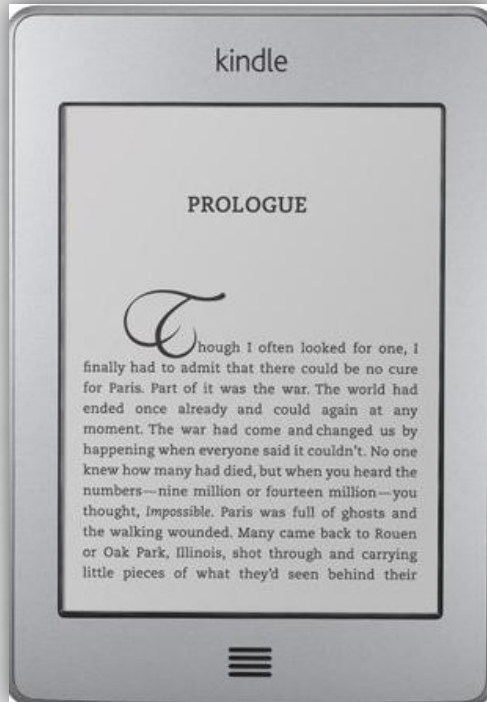 kindle
PROLOGUE
Though I often looked for one, I
finally had to admit that there could be no cure
for Paris. Part of it was the war. The world had
ended once already and could again at any
moment. The war had come and changed us by
happening when everyone said it couldn't. No one
knew how many had died, but when you heard the
numbers—nine million or fourteen million—you
thought, Impossible. Paris was full of ghosts and
the walking wounded. Many came back to Rouen
or Oak Park, Illinois, shot through and carrying
little pieces of what they'd seen behind their